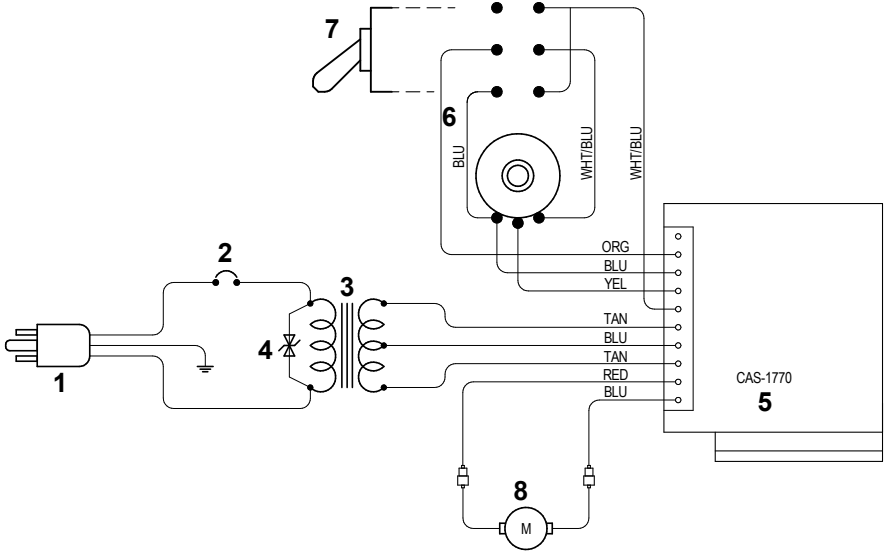 7
6
BLU
WHT/BLU
WHT/BLU
ORG
BLU
YEL
2
3
TAN
4
BLU
1
TAN
RED
CAS-1770
BLU
5
8
M